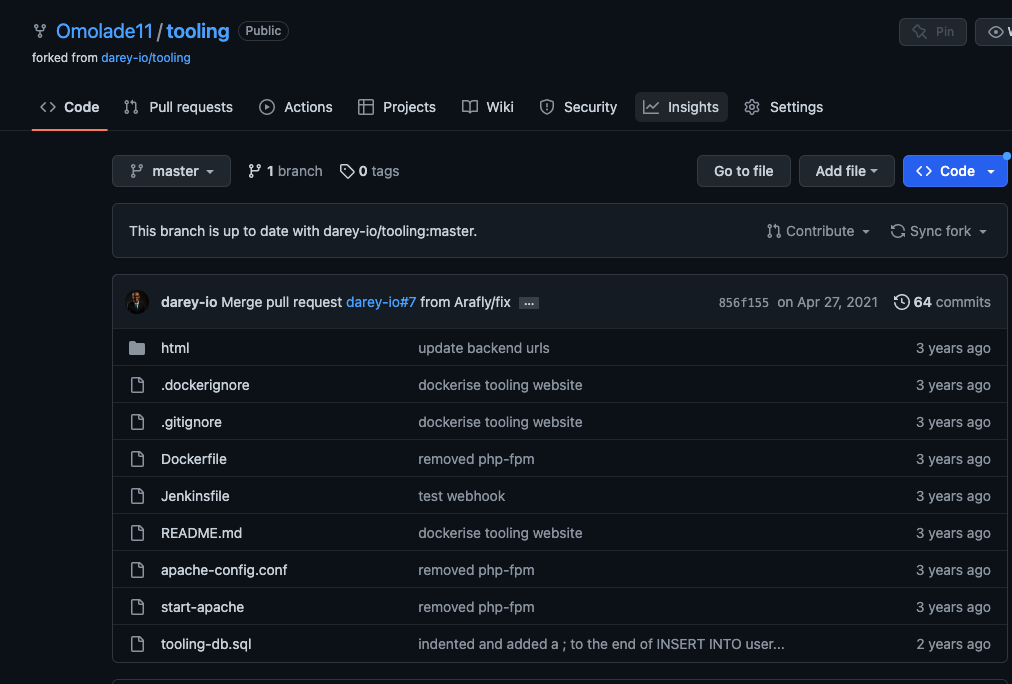 Omolade11/tooling Public Pin
forked from darey-io/tooling
Code Pull requests Actions Projects Wiki Security Insights Settings
master 1 branch 0 tags Go to file Add file Code
This branch is up to date with darey-io/tooling:master. Contribute Sync fork
darey-io Merge pull request darey-io#7 from Arafly/fix ... 856f155 on Apr 27, 2021 64 commits
html update backend urls 3 years ago
.dockerignore dockerise tooling website 3 years ago
.gitignore dockerise tooling website 3 years ago
Dockerfile removed php-fpm 3 years ago
Jenkinsfile test webhook 3 years ago
README.md dockerise tooling website 3 years ago
apache-config.conf removed php-fpm 3 years ago
start-apache removed php-fpm 3 years ago
tooling-db.sql indented and added a ; to the end of INSERT INTO user... 2 years ago